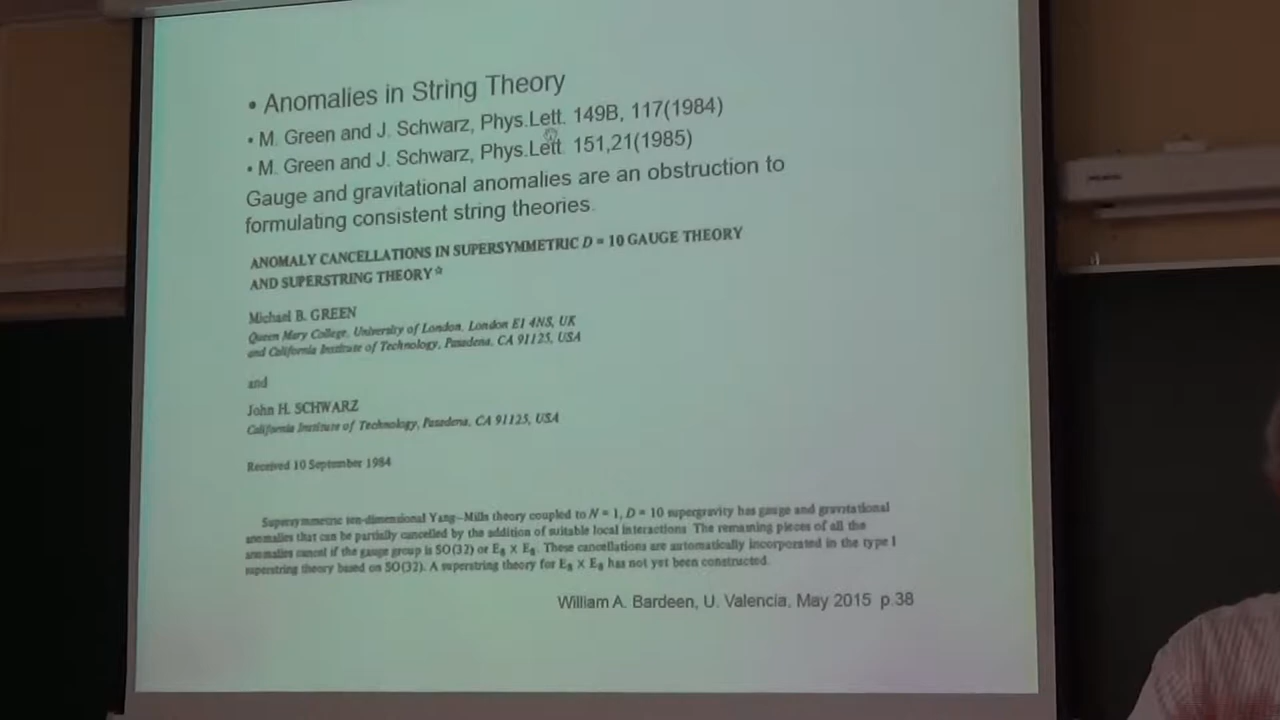 • Anomalies in String Theory
• M. Green and J. Schwarz, Phys.Lett. 149B, 117(1984)
• M. Green and J. Schwarz, Phys.Lett. 151,21(1985)
Gauge and gravitational anomalies are an obstruction to
formulating consistent string theories.
ANOMALY CANCELLATIONS IN SUPERSYMMETRIC D = 10 GAUGE THEORY
AND SUPERSTRING THEORY☆
Michael B. GREEN
Queen Mary College, University of London, London E1 4NS, UK
and California Institute of Technology, Pasadena, CA 91125, USA
and
John H. SCHWARZ
California Institute of Technology, Pasadena, CA 91125, USA
Received 10 September 1984
Supersymmetric ten-dimensional Yang–Mills theory coupled to N = 1, D = 10 supergravity has gauge and gravitational
anomalies that can be partially cancelled by the addition of suitable local interactions. The remaining pieces of all the
anomalies cancel if the gauge group is SO(32) or E₈ × E₈. These cancellations are automatically incorporated in the type I
superstring theory based on SO(32). A superstring theory for E₈ × E₈ has not yet been constructed.
William A. Bardeen, U. Valencia, May 2015 p.38